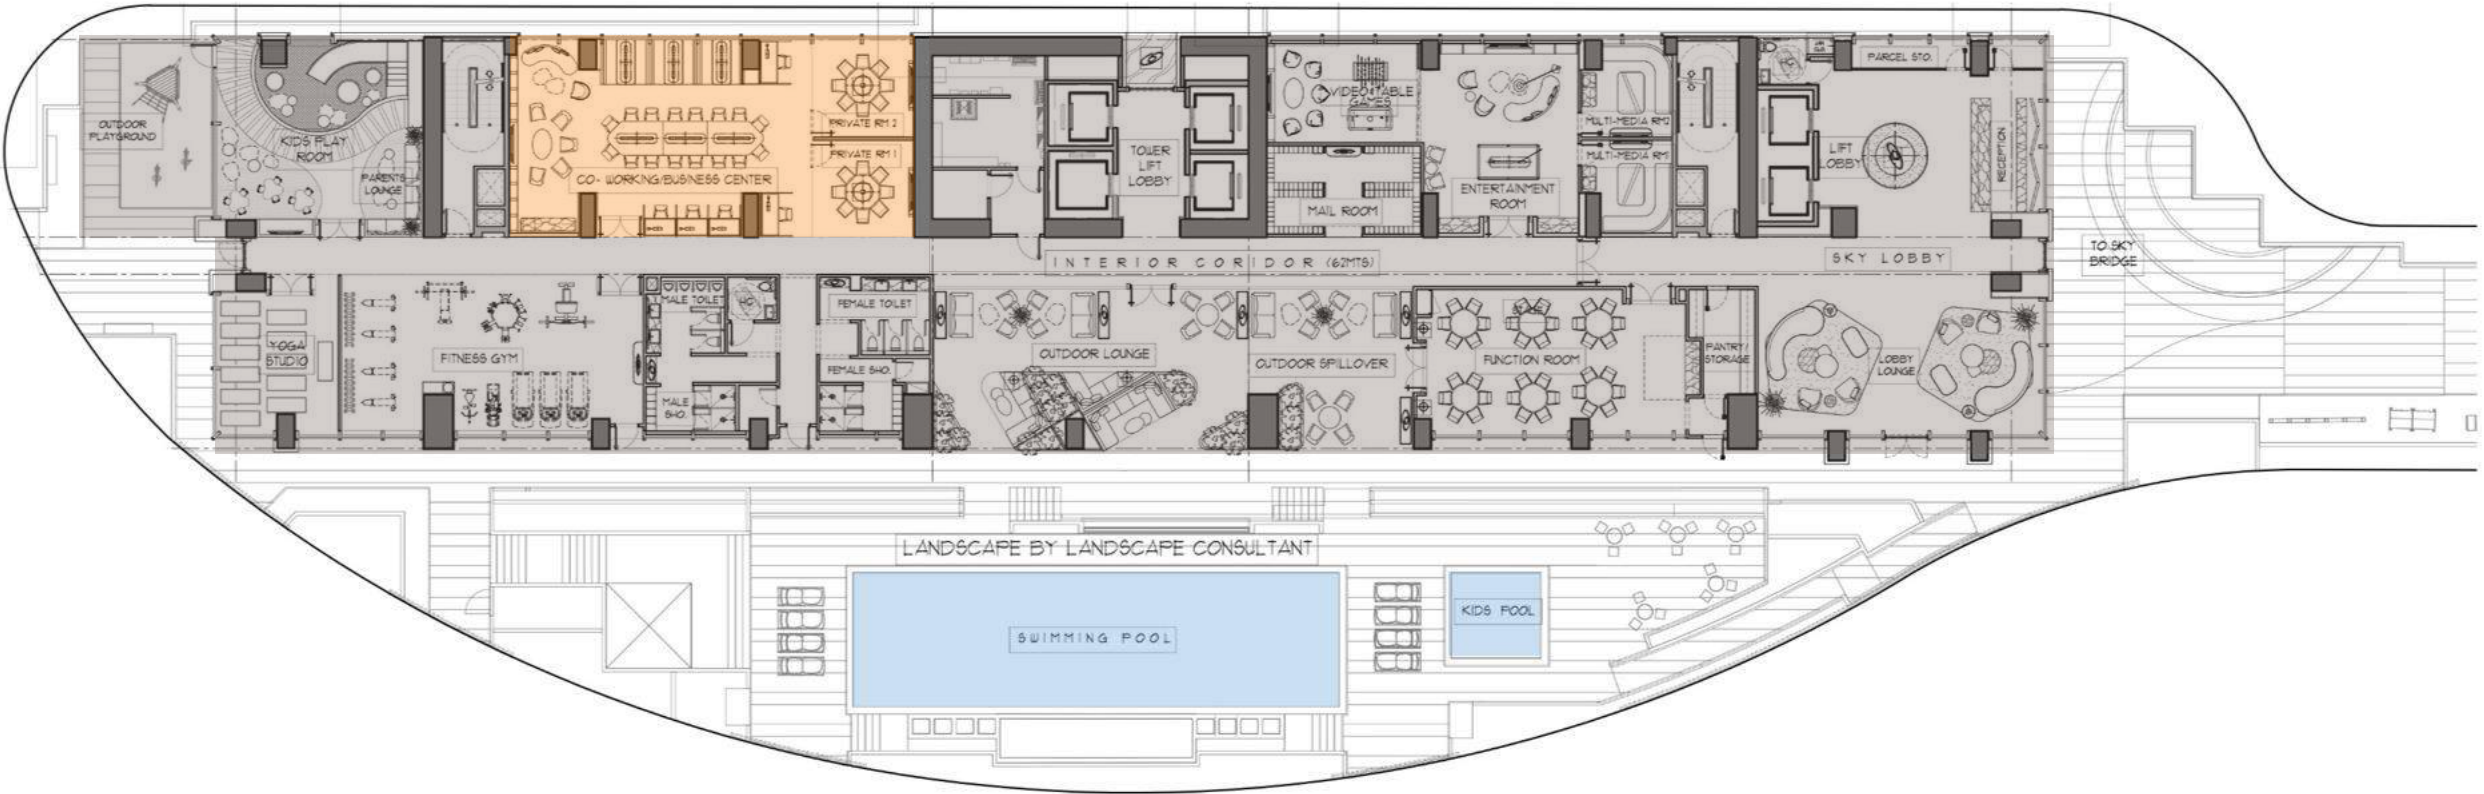 OUTDOOR
PLAYGROUND
KIDS PLAY
ROOM
PARENTS
LOUNGE
CO- WORKING/BUSINESS CENTER
PRIVATE RM 2
PRIVATE RM 1
TOWER
LIFT
LOBBY
VIDEO/TABLE
GAMES
MAIL ROOM
ENTERTAINMENT
ROOM
MULTI-MEDIA RM2
MULTI-MEDIA RM1
PARCEL STO.
LIFT
LOBBY
RECEPTION
INTERIOR CORIDOR (62MTS)
SKY LOBBY
TO SKY
BRIDGE
YOGA
STUDIO
FITNESS GYM
MALE TOILET
HC
FEMALE TOILET
MALE
SHO.
FEMALE SHO.
OUTDOOR LOUNGE
OUTDOOR SPILLOVER
FUNCTION ROOM
PANTRY/
STORAGE
LOBBY
LOUNGE
LANDSCAPE BY LANDSCAPE CONSULTANT
SWIMMING POOL
KIDS POOL